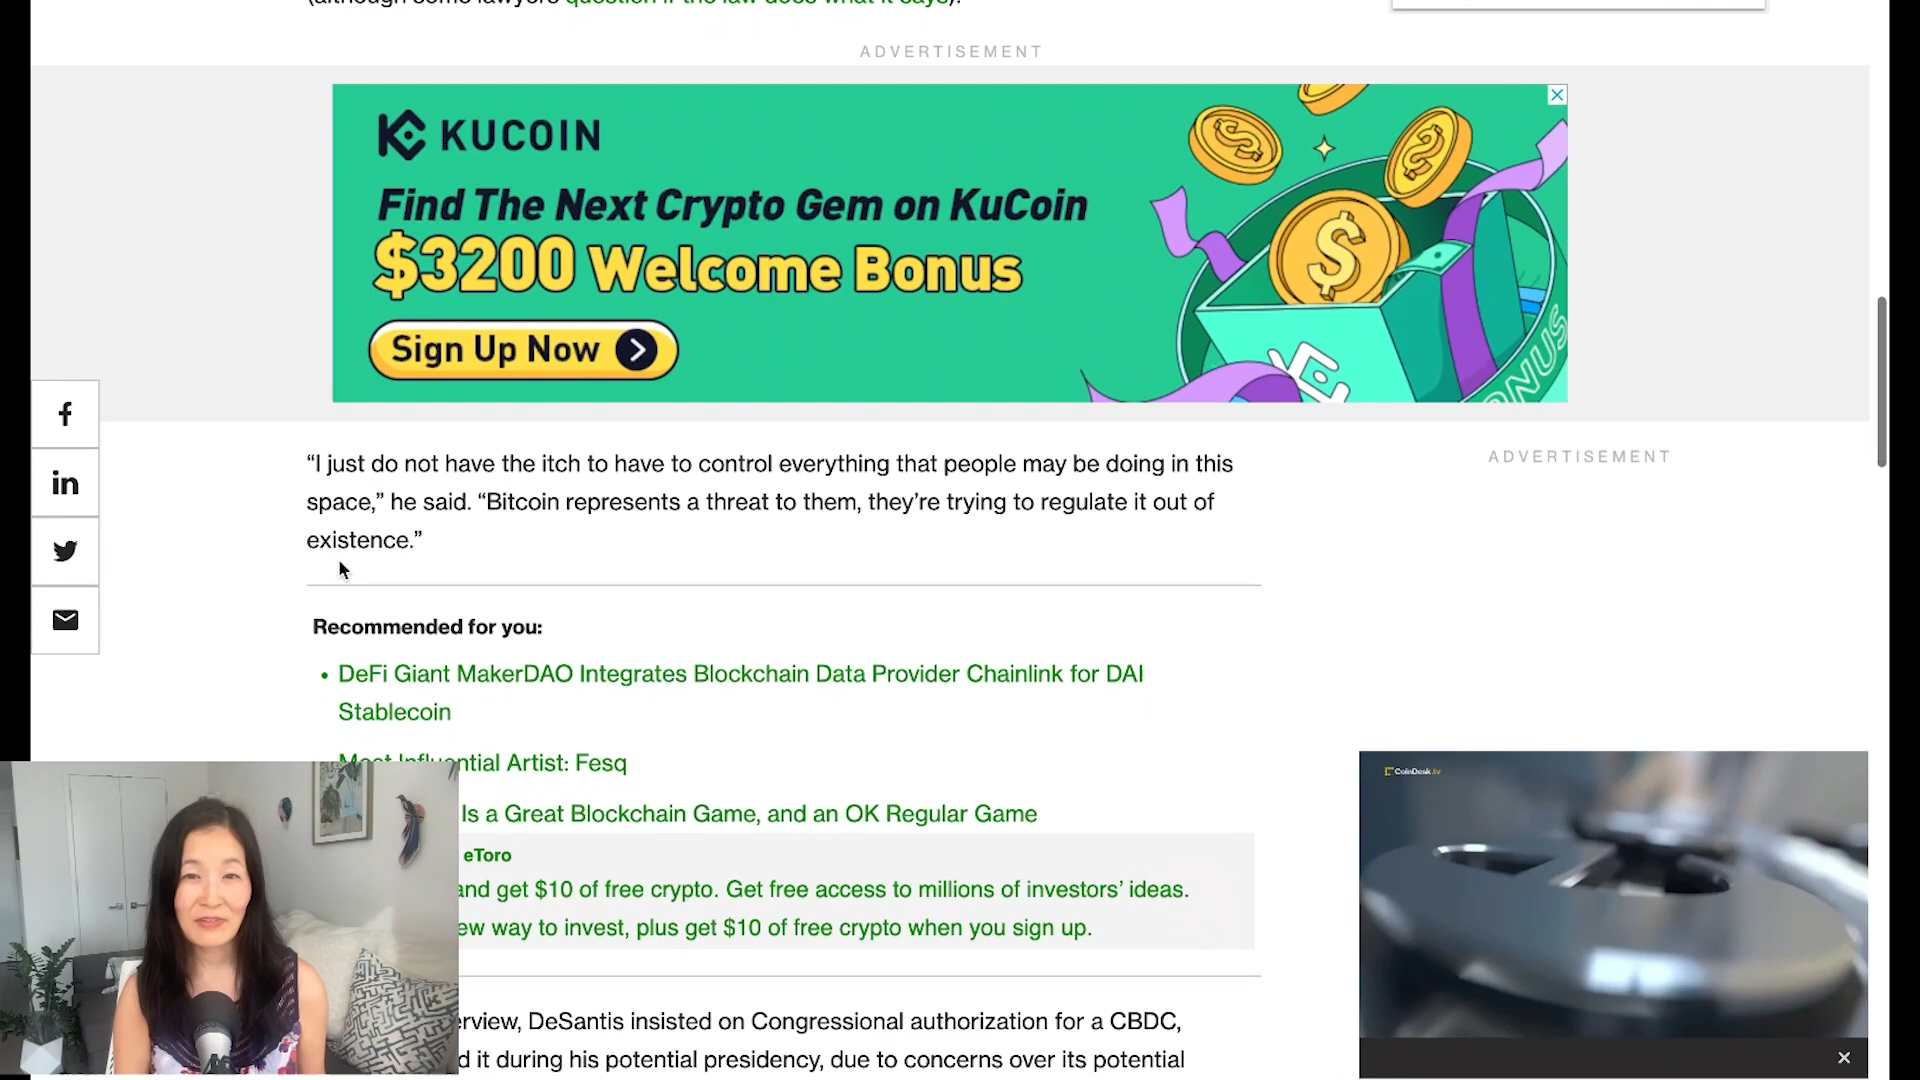 (although some lawyers question if the law does what it says).
ADVERTISEMENT
KUCOIN
Find The Next Crypto Gem on KuCoin
$3200 Welcome Bonus
Sign Up Now
BONUS
“I just do not have the itch to have to control everything that people may be doing in this
space,” he said. “Bitcoin represents a threat to them, they’re trying to regulate it out of
existence.”
ADVERTISEMENT
Recommended for you:
• DeFi Giant MakerDAO Integrates Blockchain Data Provider Chainlink for DAI
Stablecoin
Most Influential Artist: Fesq
Is a Great Blockchain Game, and an OK Regular Game
eToro
and get $10 of free crypto. Get free access to millions of investors’ ideas.
ew way to invest, plus get $10 of free crypto when you sign up.
CoinDesk.tv
erview, DeSantis insisted on Congressional authorization for a CBDC,
d it during his potential presidency, due to concerns over its potential